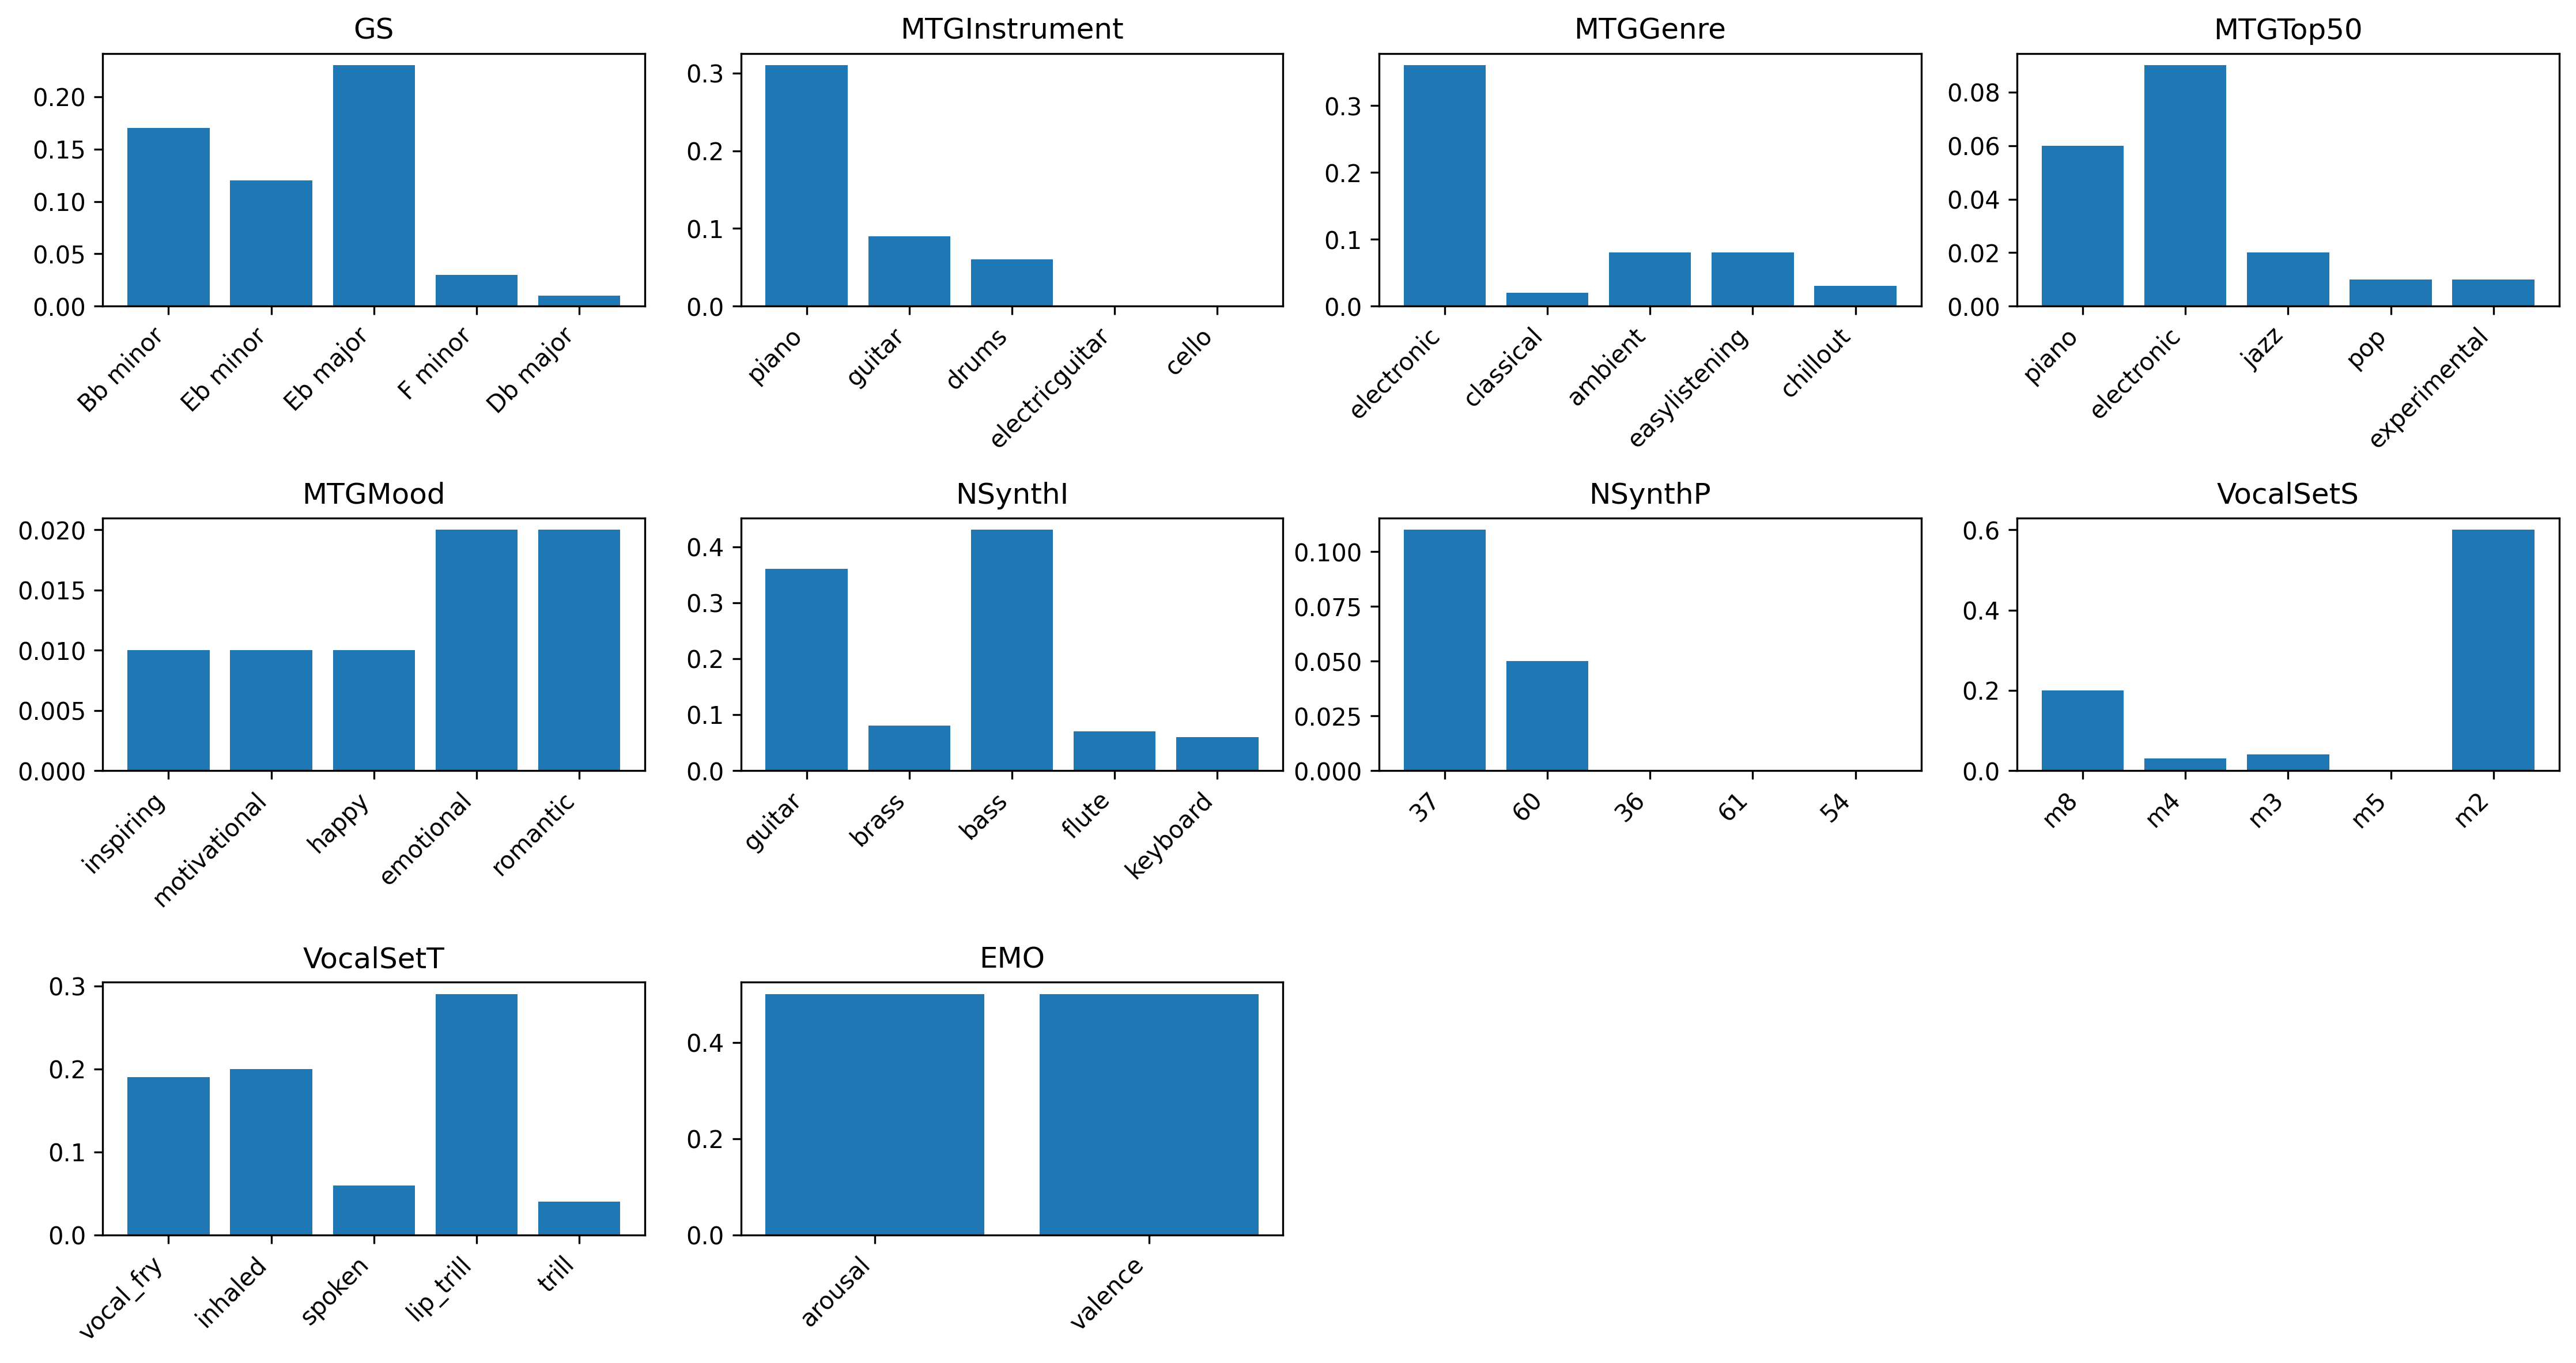 GS
0.20
0.15
0.10
0.05
0.00
Bb minor
Eb minor
Eb major
F minor
Db major
MTGInstrument
0.3
0.2
0.1
0.0
piano
guitar
drums
electricguitar
cello
MTGGenre
0.3
0.2
0.1
0.0
electronic
classical
ambient
easylistening
chillout
MTGTop50
0.08
0.06
0.04
0.02
0.00
piano
electronic
jazz
pop
experimental
MTGMood
0.020
0.015
0.010
0.005
0.000
inspiring
motivational
happy
emotional
romantic
NSynthI
0.4
0.3
0.2
0.1
0.0
guitar
brass
bass
flute
keyboard
NSynthP
0.100
0.075
0.050
0.025
0.000
37
60
36
61
54
VocalSetS
0.6
0.4
0.2
0.0
m8
m4
m3
m5
m2
VocalSetT
0.3
0.2
0.1
0.0
vocal_fry
inhaled
spoken
lip_trill
trill
EMO
0.4
0.2
0.0
arousal
valence